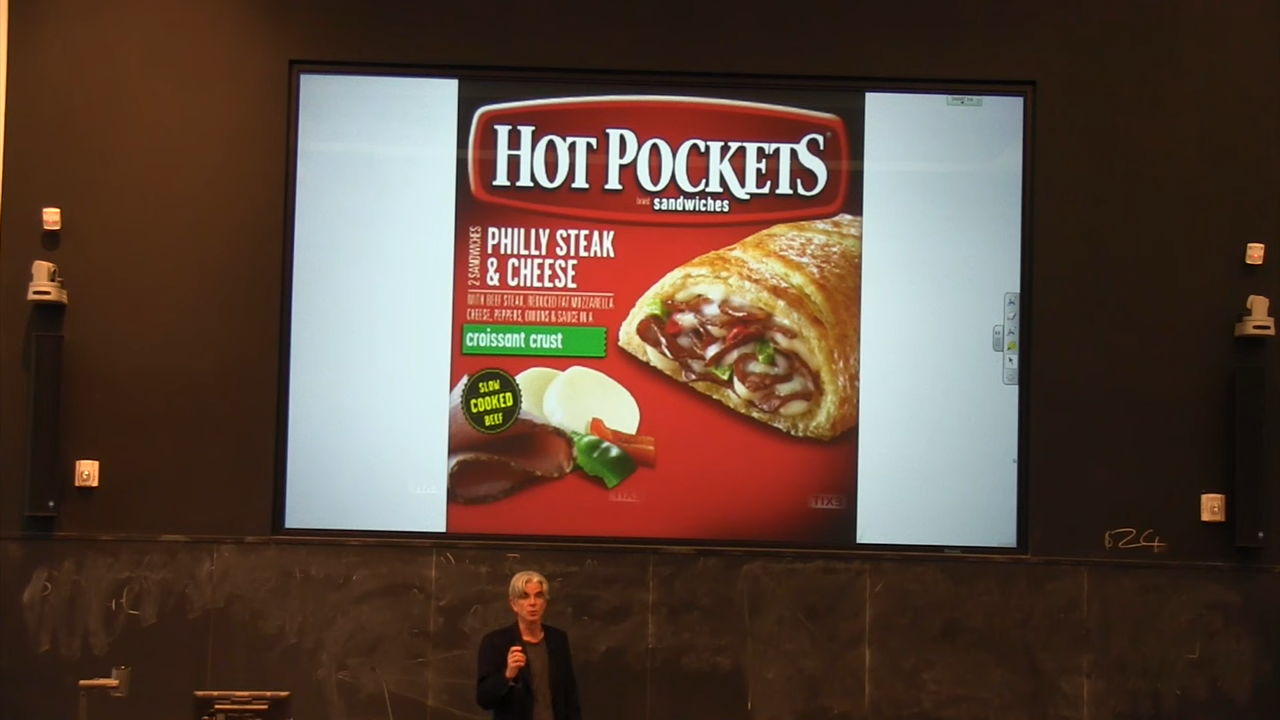 HOT POCKETS
brand sandwiches
2 SANDWICHES
PHILLY STEAK
& CHEESE
WITH BEEF STEAK, REDUCED FAT MOZZARELLA
CHEESE, PEPPERS, ONIONS & SAUCE IN A
croissant crust
SLOW
COOKED
BEEF